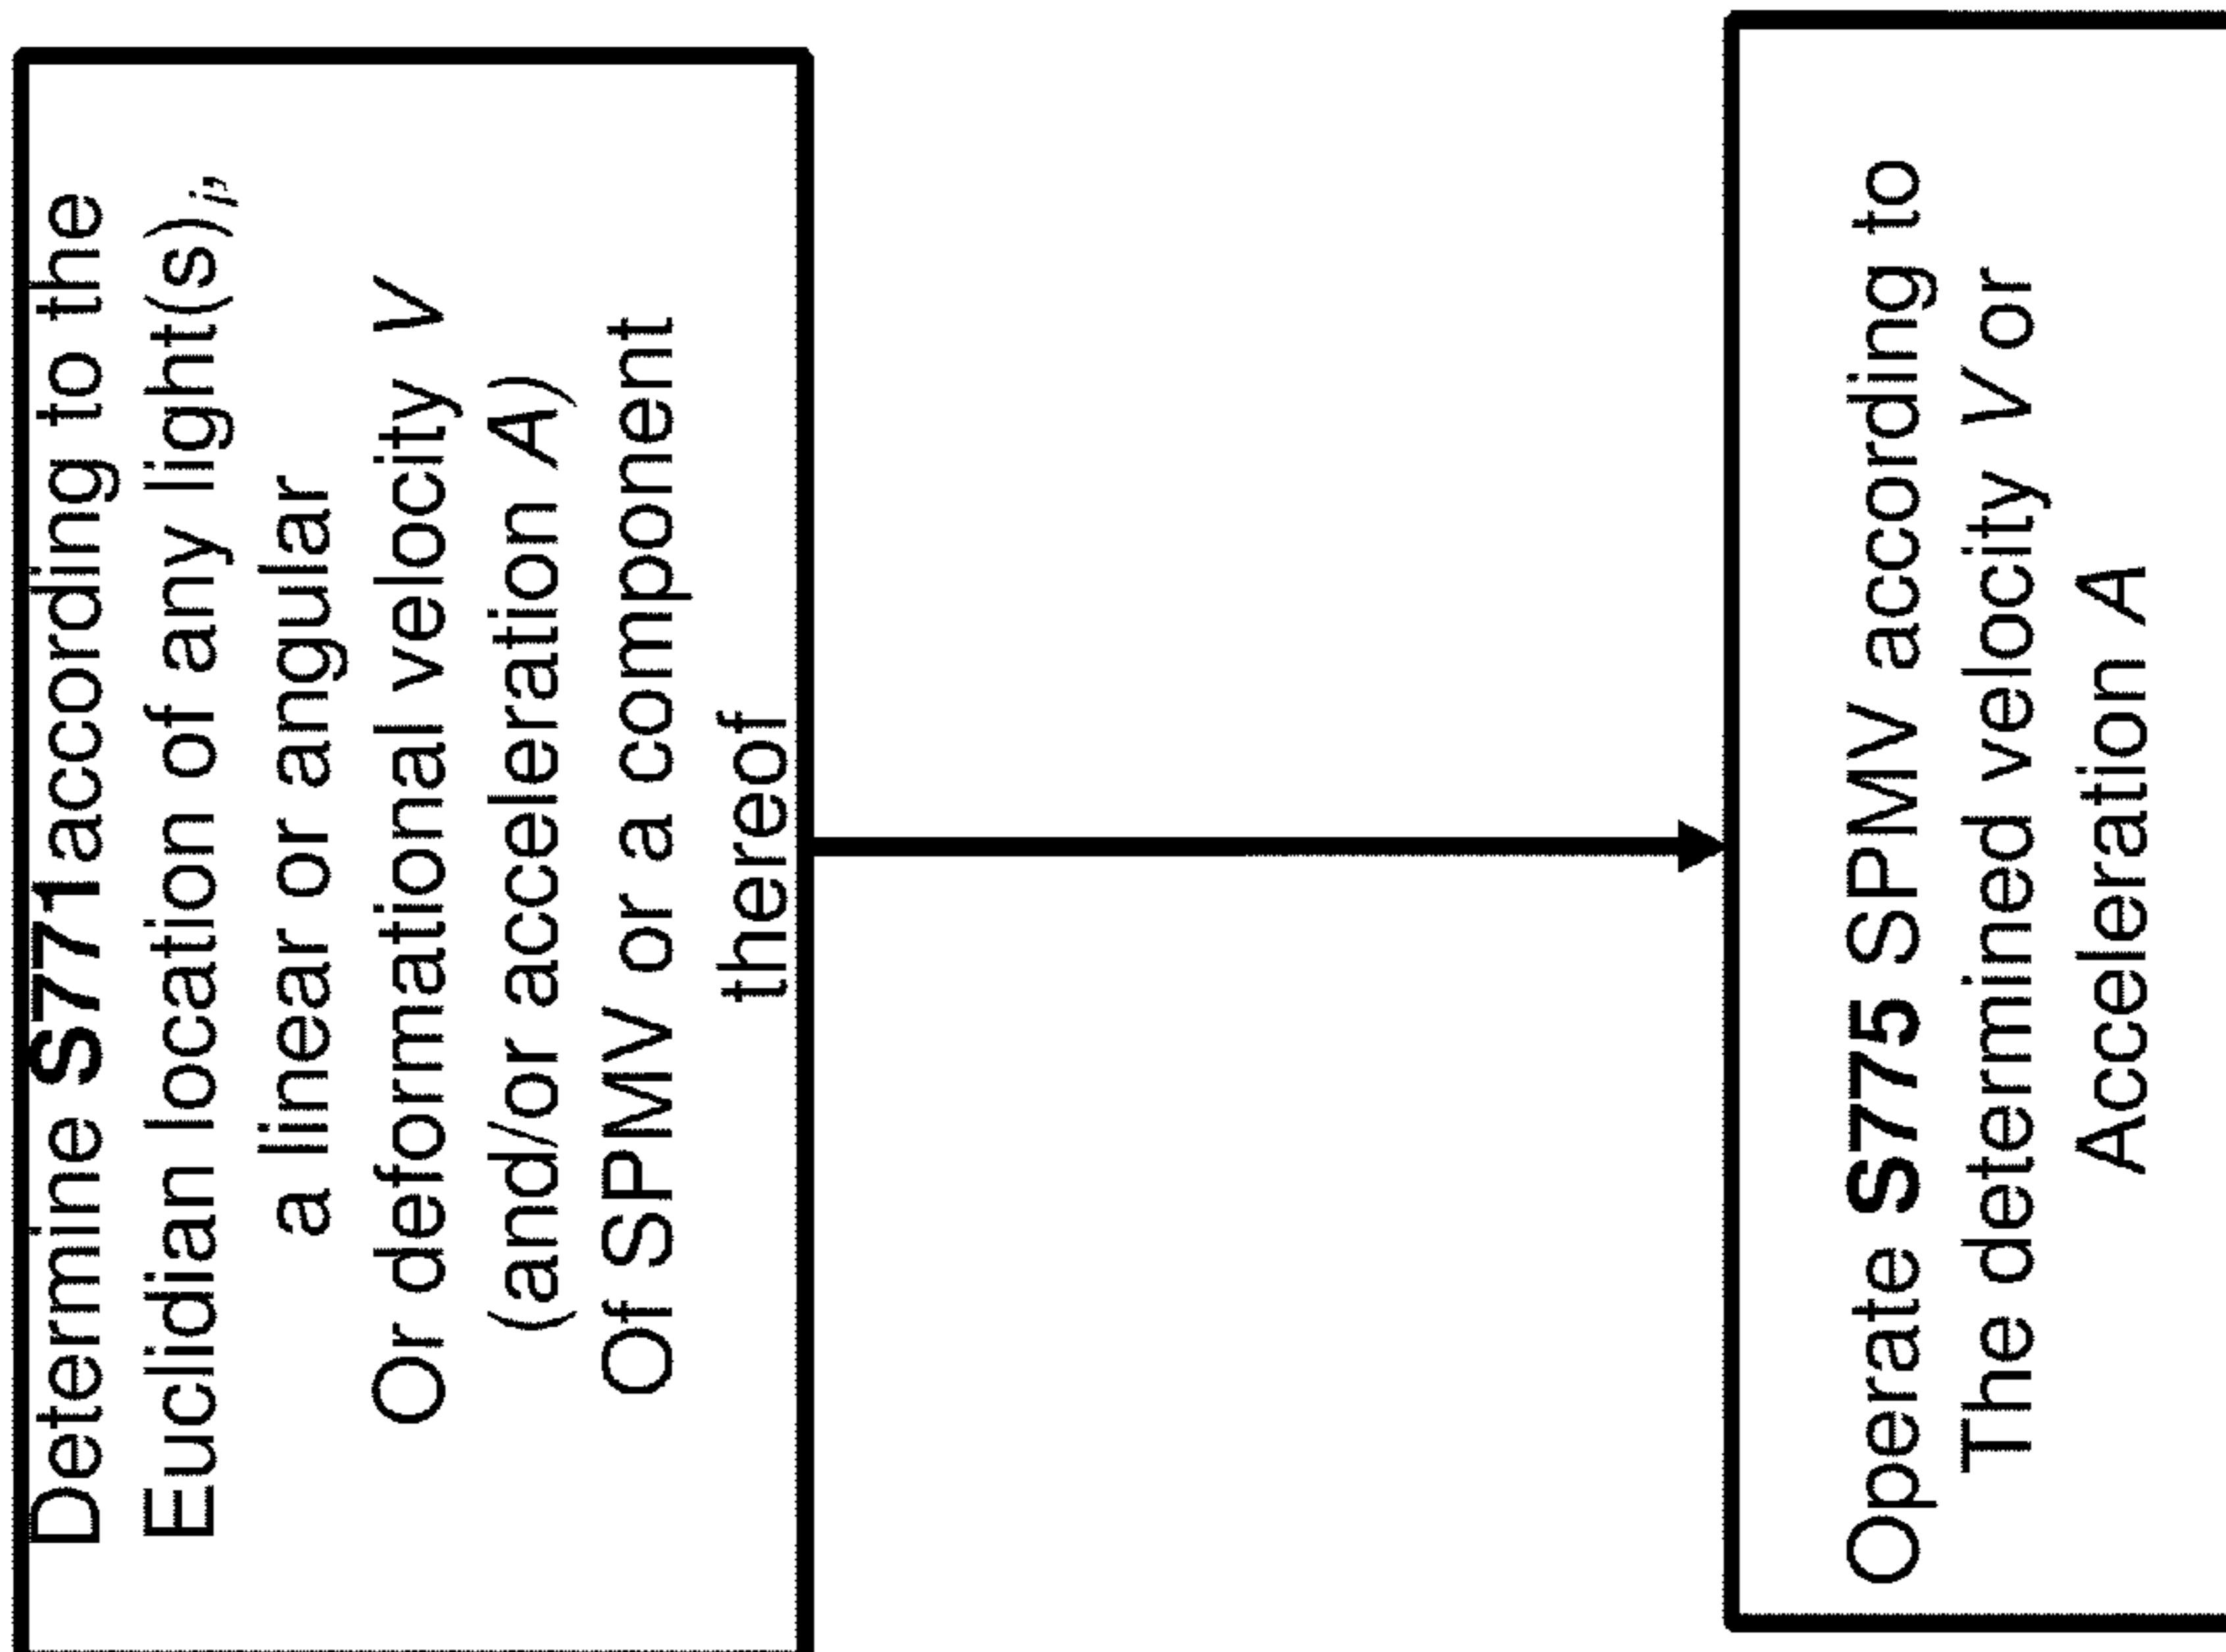 Determine S771 according to the
Euclidian location of any light(s),,
a linear or angular
Or deformational velocity V
(and/or acceleration A)
Of SPMV or a component
thereof
Operate S775 SPMV according to
The determined velocity V or
Acceleration A